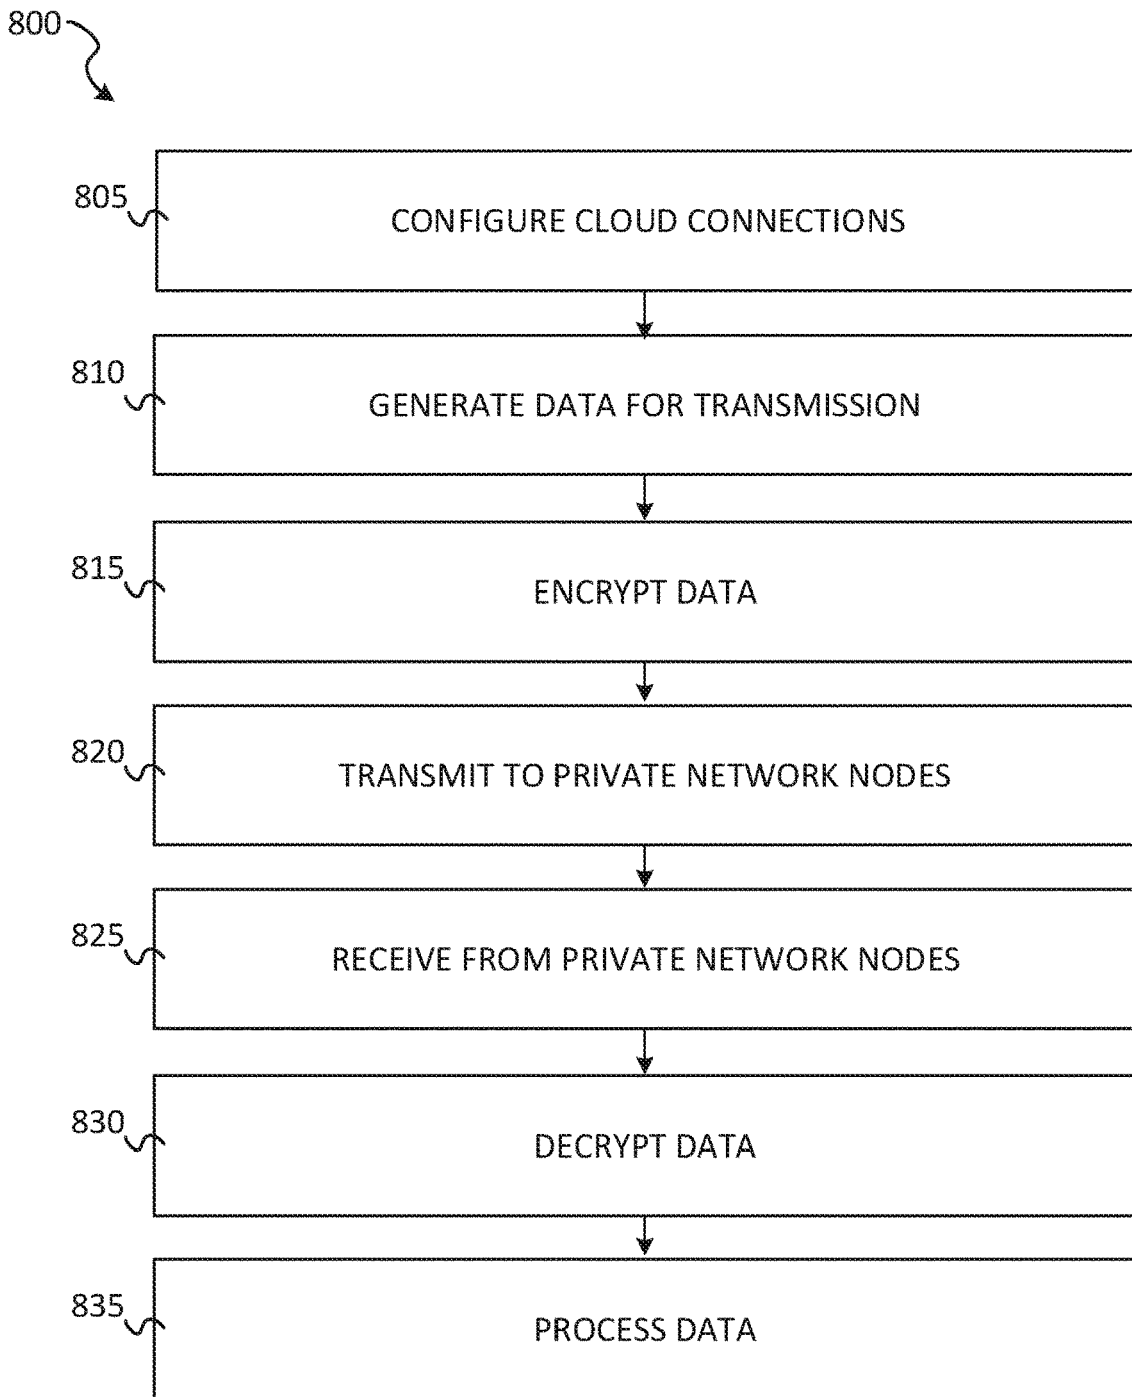 800
805
CONFIGURE CLOUD CONNECTIONS
810
GENERATE DATA FOR TRANSMISSION
815
ENCRYPT DATA
820
TRANSMIT TO PRIVATE NETWORK NODES
825
RECEIVE FROM PRIVATE NETWORK NODES
830
DECRYPT DATA
835
PROCESS DATA